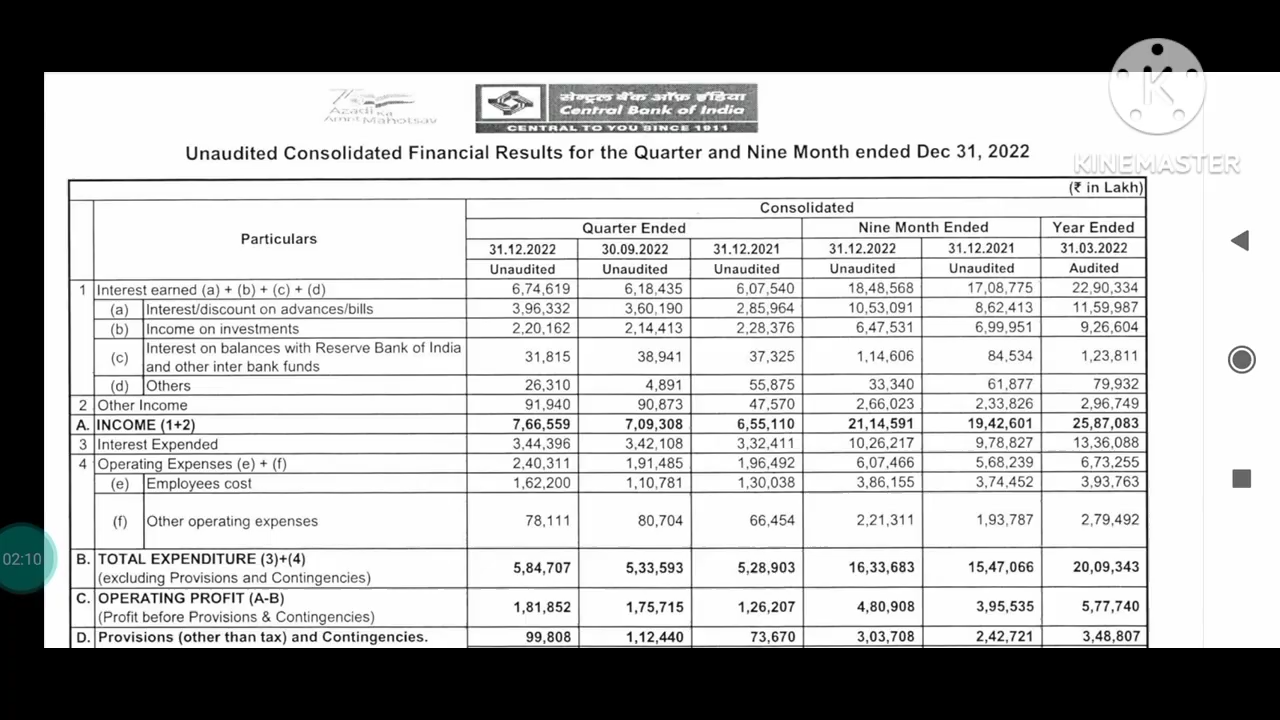 Azadi Ka
Amrit Mahotsav
सेन्ट्रल बैंक ऑफ़ इंडिया
Central Bank of India
CENTRAL TO YOU SINCE 1911
K
KINEMASTER
Unaudited Consolidated Financial Results for the Quarter and Nine Month ended Dec 31, 2022
(₹ in Lakh)
Particulars Consolidated
Quarter Ended Nine Month Ended Year Ended
31.12.2022 30.09.2022 31.12.2021 31.12.2022 31.12.2021 31.03.2022
Unaudited Unaudited Unaudited Unaudited Unaudited Audited
1 Interest earned (a) + (b) + (c) + (d) 6,74,619 6,18,435 6,07,540 18,48,568 17,08,775 22,90,334
(a) Interest/discount on advances/bills 3,96,332 3,60,190 2,85,964 10,53,091 8,62,413 11,59,987
(b) Income on investments 2,20,162 2,14,413 2,28,376 6,47,531 6,99,951 9,26,604
(c) Interest on balances with Reserve Bank of India
and other inter bank funds 31,815 38,941 37,325 1,14,606 84,534 1,23,811
(d) Others 26,310 4,891 55,875 33,340 61,877 79,932
2 Other Income 91,940 90,873 47,570 2,66,023 2,33,826 2,96,749
A. INCOME (1+2) 7,66,559 7,09,308 6,55,110 21,14,591 19,42,601 25,87,083
3 Interest Expended 3,44,396 3,42,108 3,32,411 10,26,217 9,78,827 13,36,088
4 Operating Expenses (e) + (f) 2,40,311 1,91,485 1,96,492 6,07,466 5,68,239 6,73,255
(e) Employees cost 1,62,200 1,10,781 1,30,038 3,86,155 3,74,452 3,93,763
(f) Other operating expenses 78,111 80,704 66,454 2,21,311 1,93,787 2,79,492
B. TOTAL EXPENDITURE (3)+(4)
(excluding Provisions and Contingencies) 5,84,707 5,33,593 5,28,903 16,33,683 15,47,066 20,09,343
C. OPERATING PROFIT (A-B)
(Profit before Provisions & Contingencies) 1,81,852 1,75,715 1,26,207 4,80,908 3,95,535 5,77,740
D. Provisions (other than tax) and Contingencies. 99,808 1,12,440 73,670 3,03,708 2,42,721 3,48,807
02:10